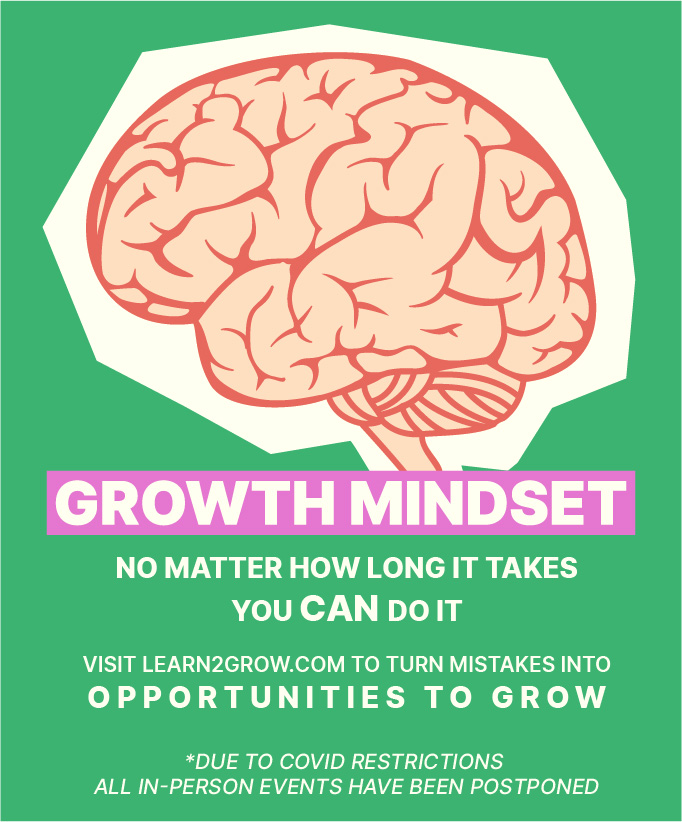 GROWTH MINDSET
NO MATTER HOW LONG IT TAKES
YOU CAN DO IT
VISIT LEARN2GROW.COM TO TURN MISTAKES INTO
OPPORTUNITIES TO GROW
*DUE TO COVID RESTRICTIONS
ALL IN-PERSON EVENTS HAVE BEEN POSTPONED